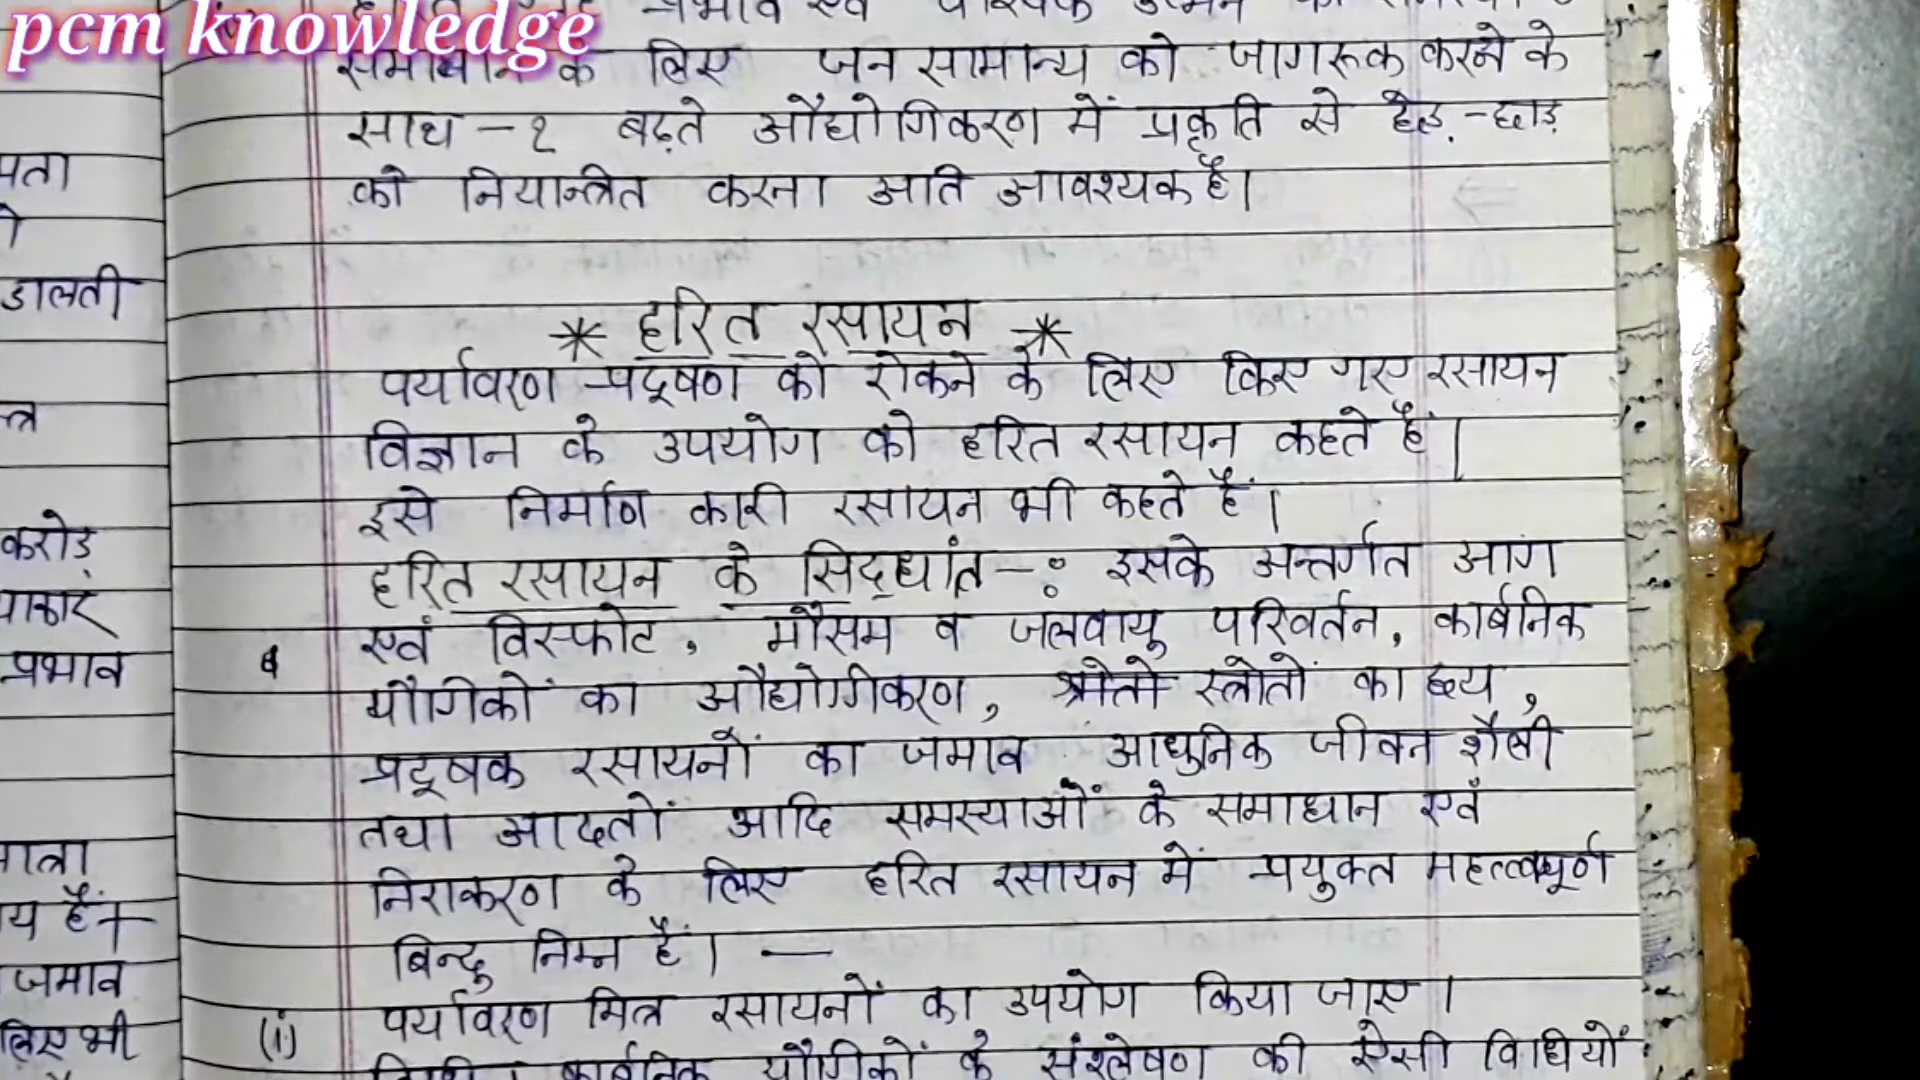 pcm knowledge
समाधान के लिए जन सामान्य को जागरूक करने के
साथ - २ बढ़ते औद्योगिकरण में प्रकृति से छेड़-छाड़
को नियान्त्रित करना अति आवश्यक है।
* हरित रसायन *
पर्यावरण प्रदूषण को रोकने के लिए किए गए रसायन
विज्ञान के उपयोग को हरित रसायन कहते हैं।
इसे निर्माण कारी रसायन भी कहते हैं।
हरित रसायन के सिद्धांत -: इसके अन्तर्गत आग
एवं विस्फोट, मौसम व जलवायु परिवर्तन, कार्बनिक
यौगिकों का औद्योगीकरण, स्त्रोतों का क्षय,
प्रदूषक रसायनों का जमाव आधुनिक जीवन शैली
तथा आदतों आदि समस्याओं के समाधान एवं
निराकरण के लिए हरित रसायन में प्रयुक्त महत्त्वपूर्ण
बिन्दु निम्न हैं। —
(i) पर्यावरण मित्र रसायनों का उपयोग किया जाए।
कार्बनिक यौगिकों के संश्लेषण की ऐसी विधियों
डालती
करोड़
प्रभाव
जमाव
लिए भी